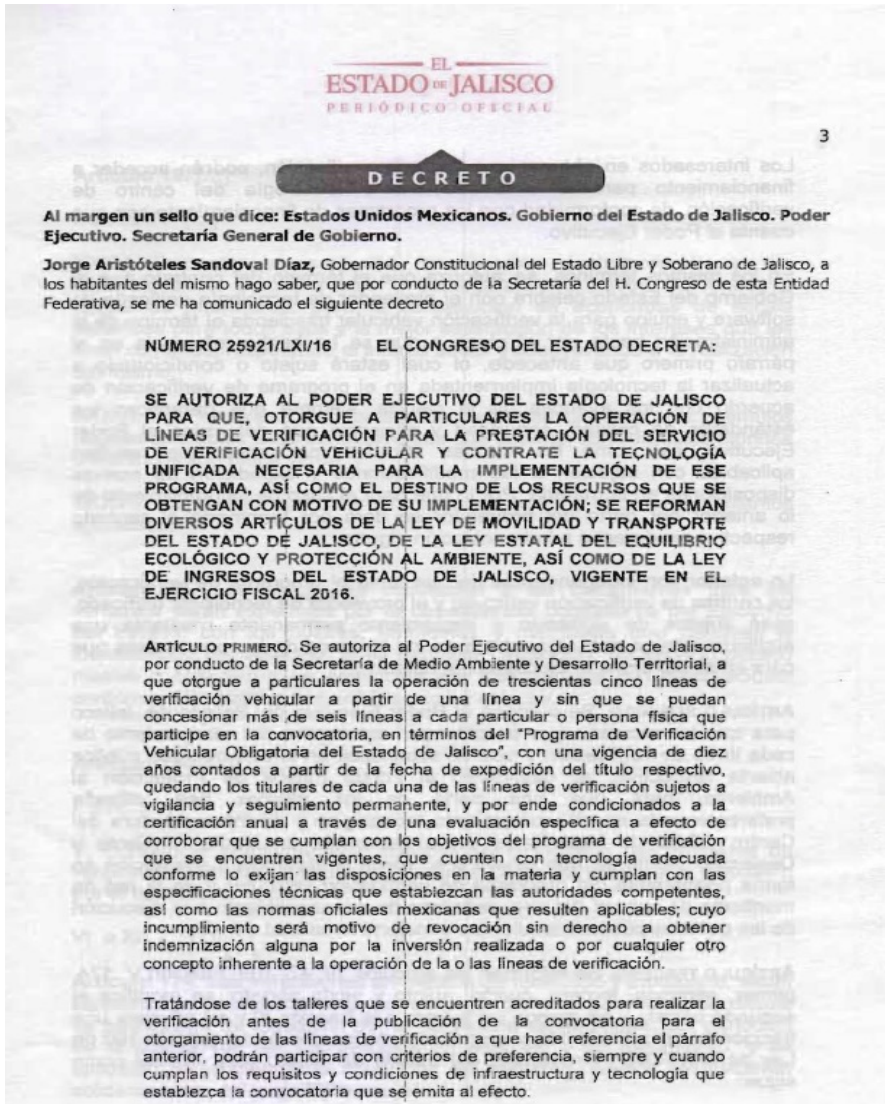 EL
ESTADO DE JALISCO
PERIÓDICO OFICIAL
3
DECRETO
Al margen un sello que dice: Estados Unidos Mexicanos. Gobierno del Estado de Jalisco. Poder
Ejecutivo. Secretaría General de Gobierno.
Jorge Aristóteles Sandoval Díaz, Gobernador Constitucional del Estado Libre y Soberano de Jalisco, a
los habitantes del mismo hago saber, que por conducto de la Secretaría del H. Congreso de esta Entidad
Federativa, se me ha comunicado el siguiente decreto
NÚMERO 25921/LXI/16 EL CONGRESO DEL ESTADO DECRETA:
SE AUTORIZA AL PODER EJECUTIVO DEL ESTADO DE JALISCO
PARA QUE, OTORGUE A PARTICULARES LA OPERACIÓN DE
LÍNEAS DE VERIFICACIÓN PARA LA PRESTACIÓN DEL SERVICIO
DE VERIFICACIÓN VEHICULAR Y CONTRATE LA TECNOLOGÍA
UNIFICADA NECESARIA PARA LA IMPLEMENTACIÓN DE ESE
PROGRAMA, ASÍ COMO EL DESTINO DE LOS RECURSOS QUE SE
OBTENGAN CON MOTIVO DE SU IMPLEMENTACIÓN; SE REFORMAN
DIVERSOS ARTÍCULOS DE LA LEY DE MOVILIDAD Y TRANSPORTE
DEL ESTADO DE JALISCO, DE LA LEY ESTATAL DEL EQUILIBRIO
ECOLÓGICO Y PROTECCIÓN AL AMBIENTE, ASÍ COMO DE LA LEY
DE INGRESOS DEL ESTADO DE JALISCO, VIGENTE EN EL
EJERCICIO FISCAL 2016.
ARTÍCULO PRIMERO. Se autoriza al Poder Ejecutivo del Estado de Jalisco,
por conducto de la Secretaría de Medio Ambiente y Desarrollo Territorial, a
que otorgue a particulares la operación de trescientas cinco líneas de
verificación vehicular a partir de una línea y sin que se puedan
concesionar más de seis líneas a cada particular o persona física que
participe en la convocatoria, en términos del "Programa de Verificación
Vehicular Obligatoria del Estado de Jalisco", con una vigencia de diez
años contados a partir de la fecha de expedición del título respectivo,
quedando los titulares de cada una de las líneas de verificación sujetos a
vigilancia y seguimiento permanente, y por ende condicionados a la
certificación anual a través de una evaluación específica a efecto de
corroborar que se cumplan con los objetivos del programa de verificación
que se encuentren vigentes, que cuenten con tecnología adecuada
conforme lo exijan las disposiciones en la materia y cumplan con las
especificaciones técnicas que establezcan las autoridades competentes,
así como las normas oficiales mexicanas que resulten aplicables; cuyo
incumplimiento será motivo de revocación sin derecho a obtener
indemnización alguna por la inversión realizada o por cualquier otro
concepto inherente a la operación de la o las líneas de verificación.
Tratándose de los talleres que se encuentren acreditados para realizar la
verificación antes de la publicación de la convocatoria para el
otorgamiento de las líneas de verificación a que hace referencia el párrafo
anterior, podrán participar con criterios de preferencia, siempre y cuando
cumplan los requisitos y condiciones de infraestructura y tecnología que
establezca la convocatoria que se emita al efecto.